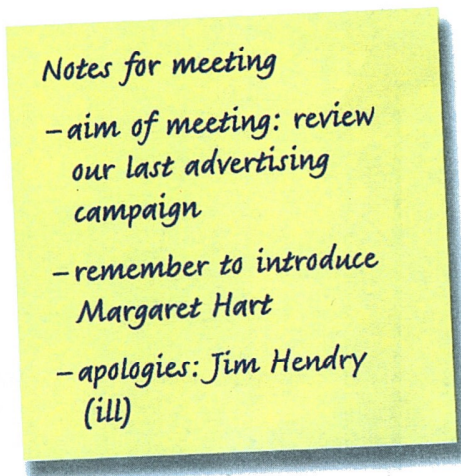 Notes for meeting
– aim of meeting: review
our last advertising
campaign
– remember to introduce
Margaret Hart
– apologies: Jim Hendry
(ill)